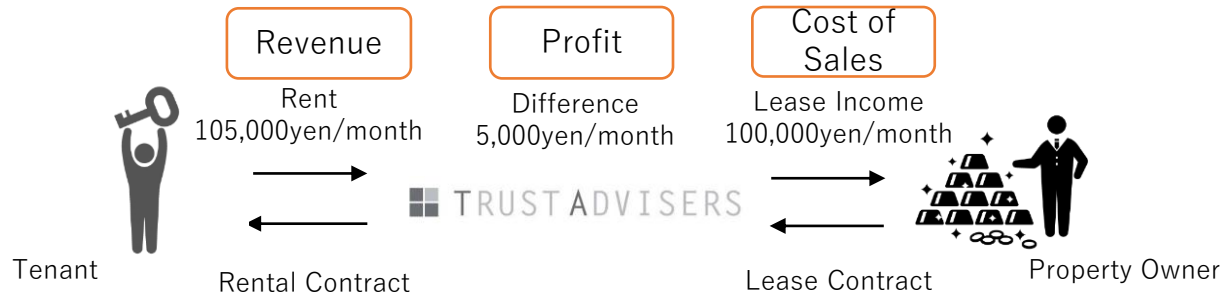 Revenue
Profit
Cost of
Sales
Rent
105,000yen/month
Difference
5,000yen/month
Lease Income
100,000yen/month
TRUST ADVISERS
Tenant
Rental Contract
Lease Contract
Property Owner